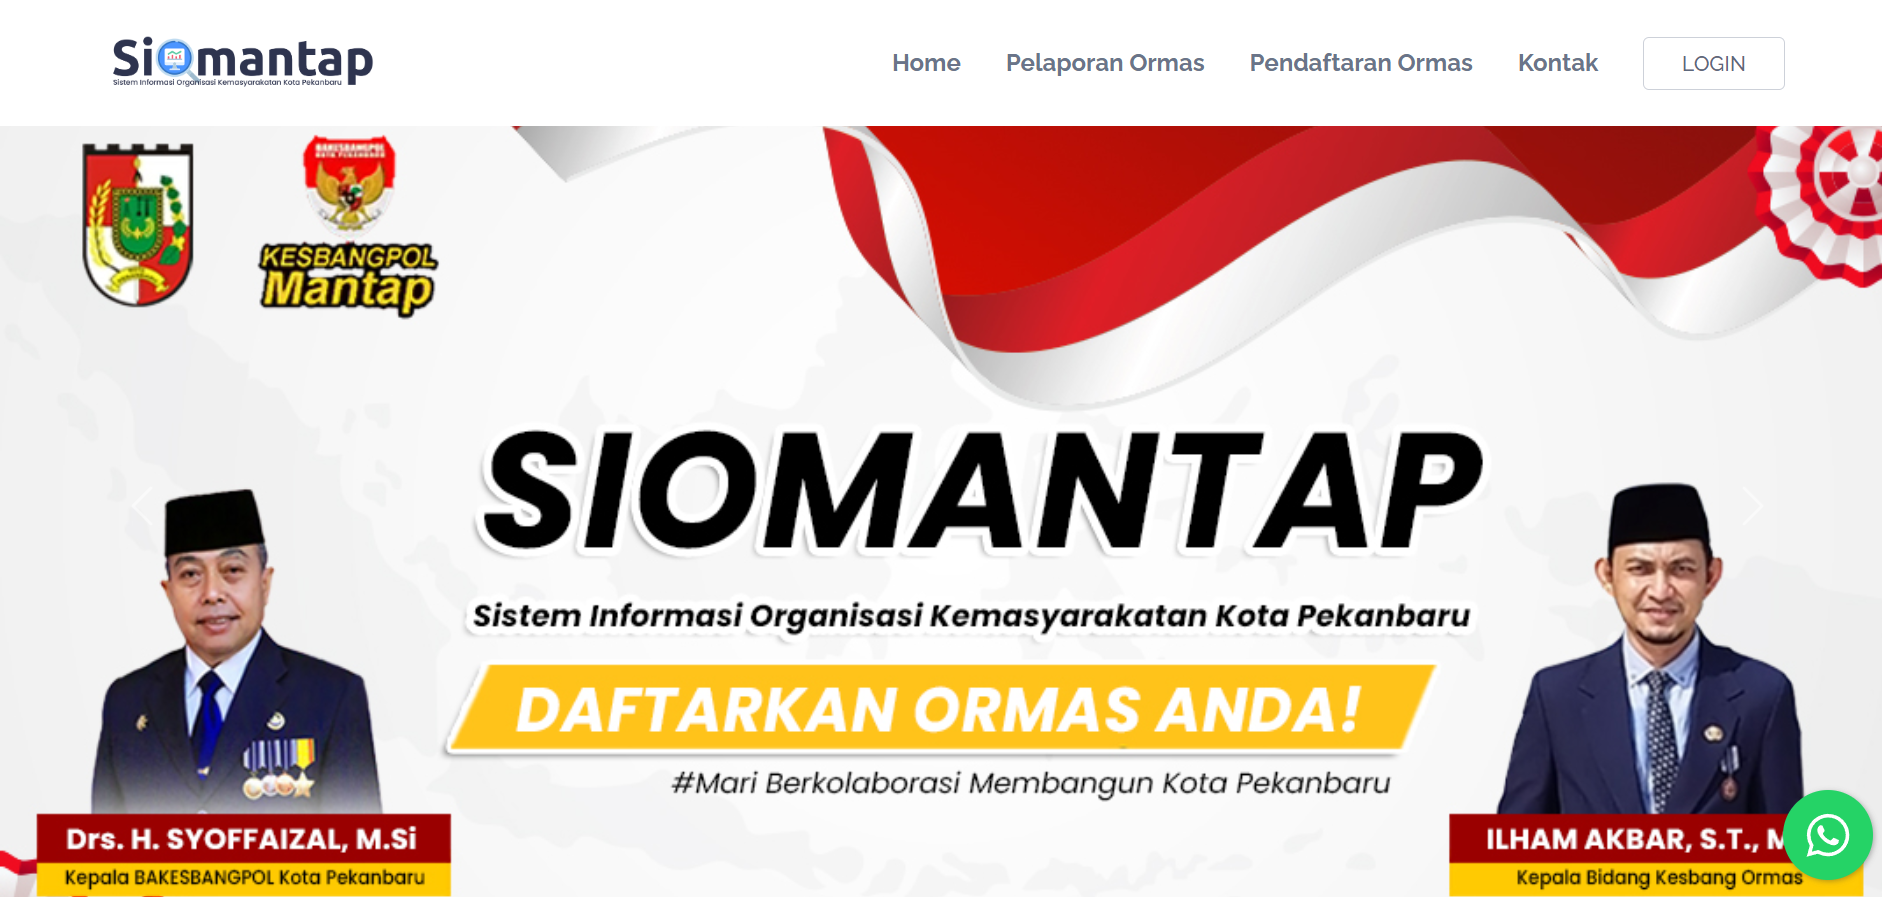 Siomantap
Sistem Informasi Organisasi Kemasyarakatan Kota Pekanbaru
Home
Pelaporan Ormas
Pendaftaran Ormas
Kontak
LOGIN
BAKESBANGPOL
KOTA PEKANBARU
KESBANGPOL
Mantap
SIOMANTAP
Sistem Informasi Organisasi Kemasyarakatan Kota Pekanbaru
DAFTARKAN ORMAS ANDA!
#Mari Berkolaborasi Membangun Kota Pekanbaru
Drs. H. SYOFFAIZAL, M.Si
Kepala BAKESBANGPOL Kota Pekanbaru
ILHAM AKBAR, S.T., M
Kepala Bidang Kesbang Ormas